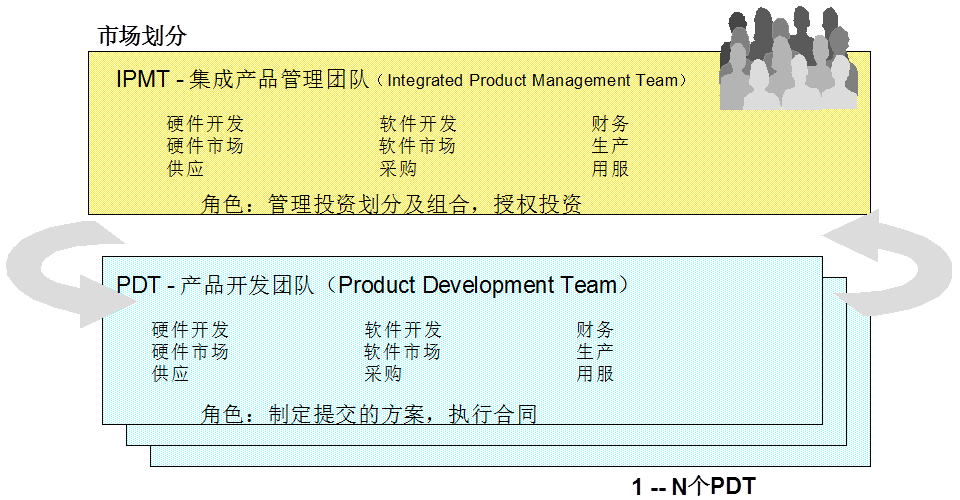 市场划分
IPMT - 集成产品管理团队（Integrated Product Management Team）
硬件开发 软件开发 财务
硬件市场 软件市场 生产
供应 采购 用服
角色：管理投资划分及组合，授权投资
PDT - 产品开发团队（Product Development Team）
硬件开发 软件开发 财务
硬件市场 软件市场 生产
供应 采购 用服
角色：制定提交的方案，执行合同
1 -- N个PDT